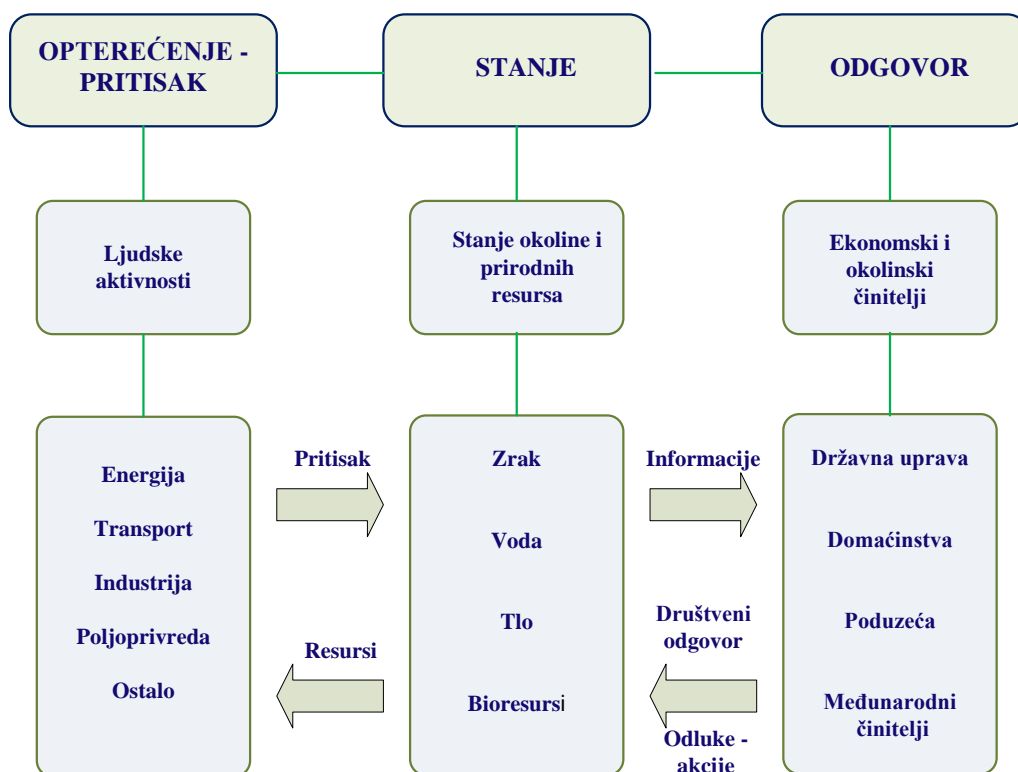 OPTEREĆENJE -
PRITISAK
STANJE
ODGOVOR
Ljudske
aktivnosti
Stanje okoline i
prirodnih
resursa
Ekonomski i
okolinski
činitelji
Energija
Transport
Industrija
Poljoprivreda
Ostalo
Pritisak
Resursi
Zrak
Voda
Tlo
Bioresursi
Informacije
Društveni
odgovor
Odluke -
akcije
Državna uprava
Domaćinstva
Poduzeća
Međunarodni
činitelji